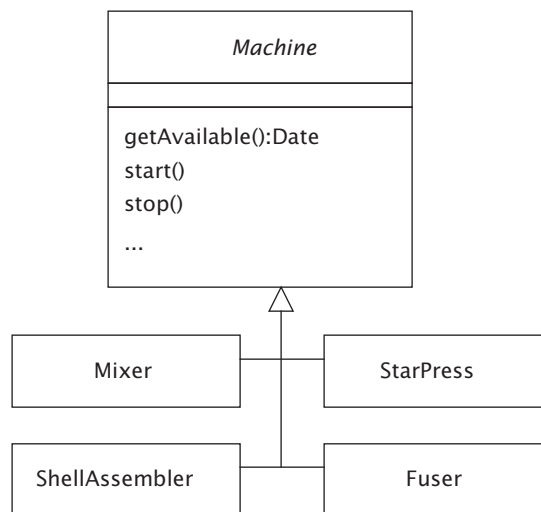 Machine
getAvailable():Date
start()
stop()
...
Mixer
StarPress
ShellAssembler
Fuser